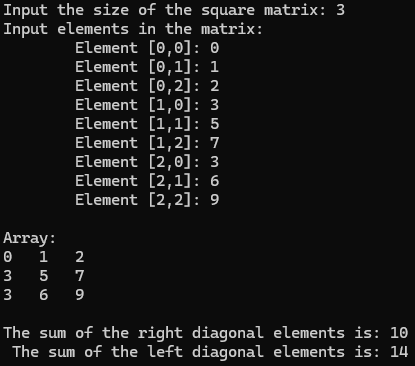 Input the size of the square matrix: 3
Input elements in the matrix:
        Element [0,0]: 0
        Element [0,1]: 1
        Element [0,2]: 2
        Element [1,0]: 3
        Element [1,1]: 5
        Element [1,2]: 7
        Element [2,0]: 3
        Element [2,1]: 6
        Element [2,2]: 9

Array:
0   1   2
3   5   7
3   6   9

The sum of the right diagonal elements is: 10
 The sum of the left diagonal elements is: 14